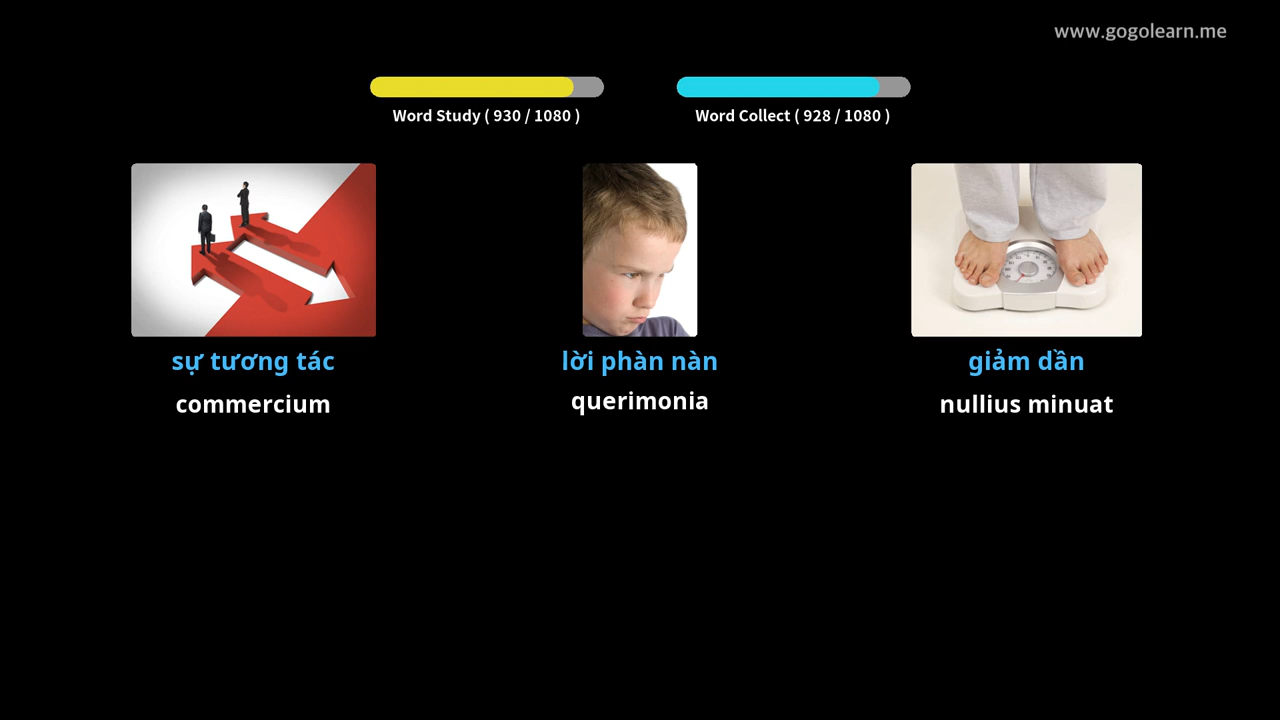 www.gogolearn.me
Word Study ( 930 / 1080 )
Word Collect ( 928 / 1080 )
sự tương tác
lời phàn nàn
giảm dần
commercium
querimonia
nullius minuat